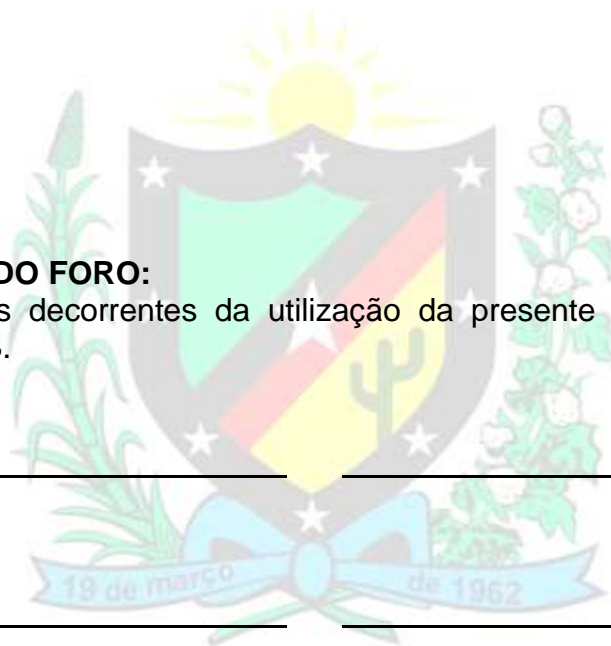 DO FORO:
s decorrentes da utilização da presente
.
19 de março de 1962